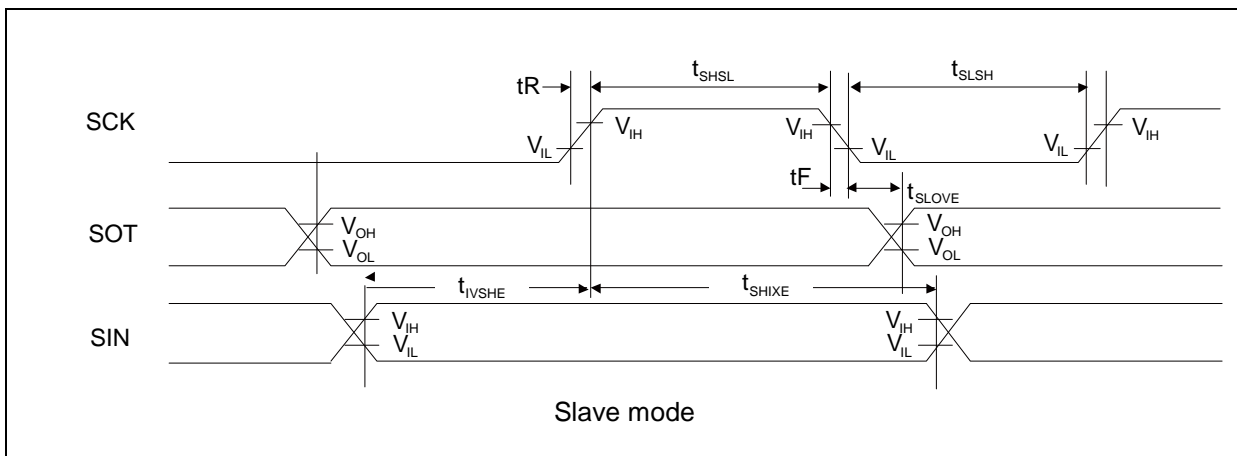 tR
tSHSL
tSLSH
SCK
VIH
VIH
VIH
VIL
VIL
VIL
tF
tSLOVE
SOT
VOH
VOL
VOH
VOL
tIVSHE
tSHIXE
SIN
VIH
VIL
VIH
VIL
Slave mode